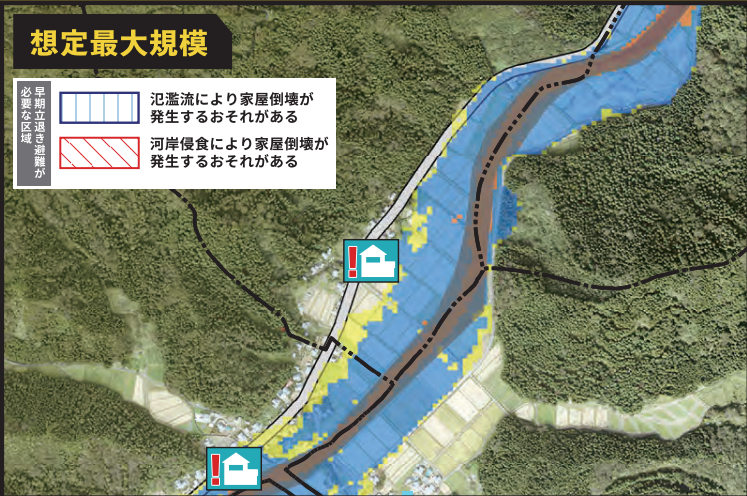 想定最大規模
早期立退き避難が
必要な区域
氾濫流により家屋倒壊が
発生するおそれがある
河岸侵食により家屋倒壊が
発生するおそれがある